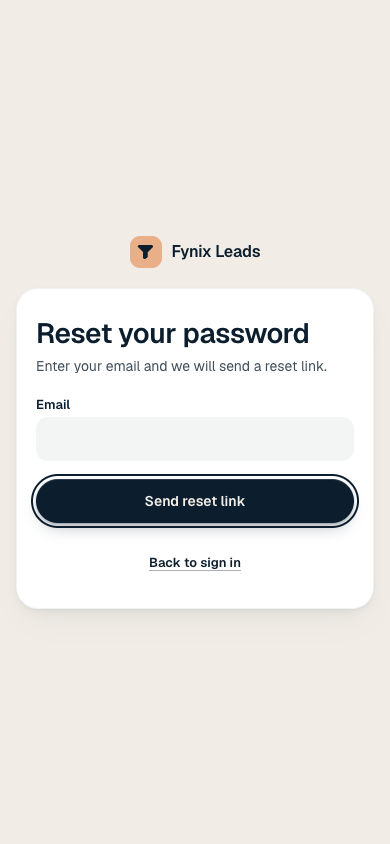 Fynix Leads
Reset your password
Enter your email and we will send a reset link.
Email
Send reset link
Back to sign in